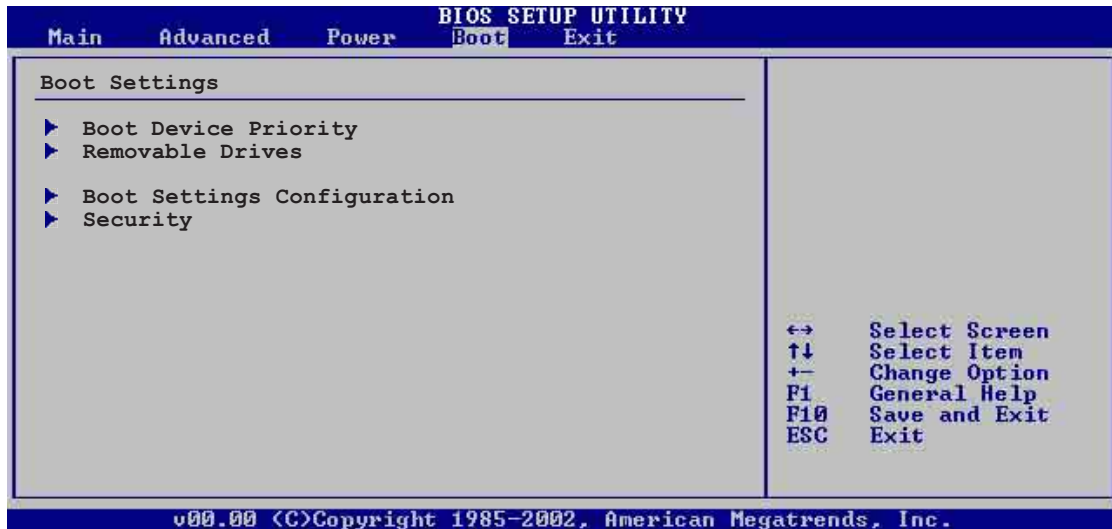 BIOS SETUP UTILITY
Main Advanced Power Boot Exit
Boot Settings
Boot Device Priority
Removable Drives
Boot Settings Configuration
Security
←→ Select Screen
↑↓ Select Item
+- Change Option
F1 General Help
F10 Save and Exit
ESC Exit
v00.00 (C)Copyright 1985-2002, American Megatrends, Inc.